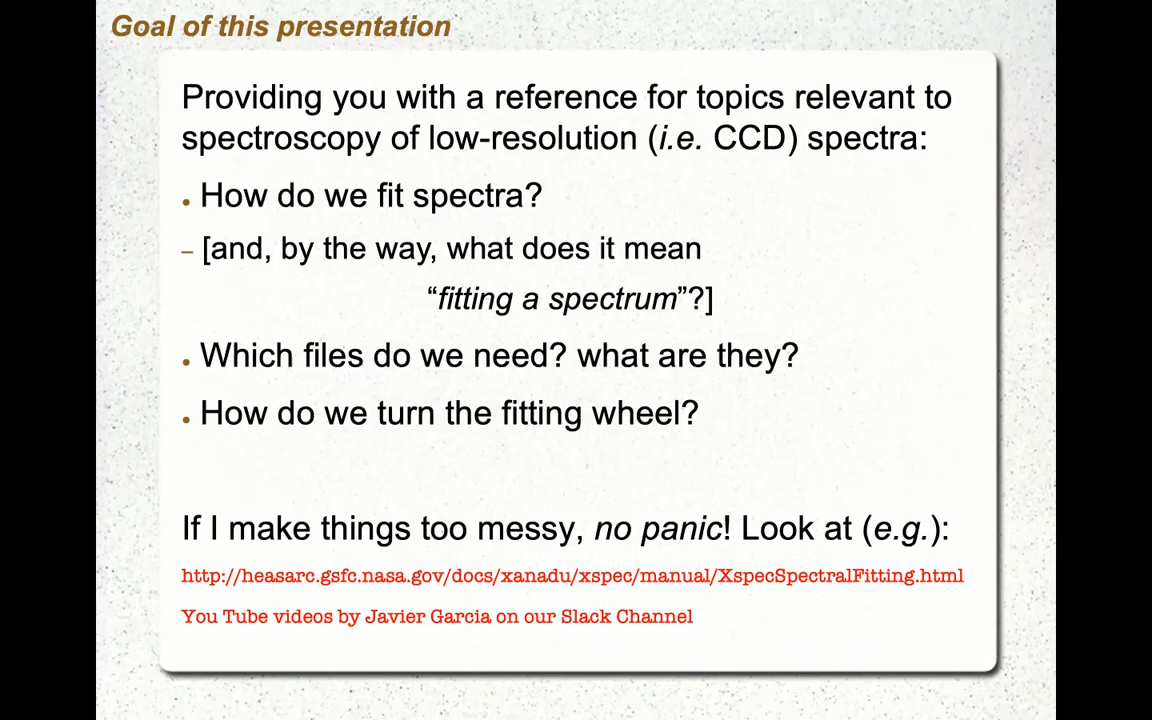 Goal of this presentation
Providing you with a reference for topics relevant to
spectroscopy of low-resolution (i.e. CCD) spectra:
• How do we fit spectra?
– [and, by the way, what does it mean
“fitting a spectrum”?]
• Which files do we need? what are they?
• How do we turn the fitting wheel?
If I make things too messy, no panic! Look at (e.g.):
http://heasarc.gsfc.nasa.gov/docs/xanadu/xspec/manual/XspecSpectralFitting.html
You Tube videos by Javier Garcia on our Slack Channel